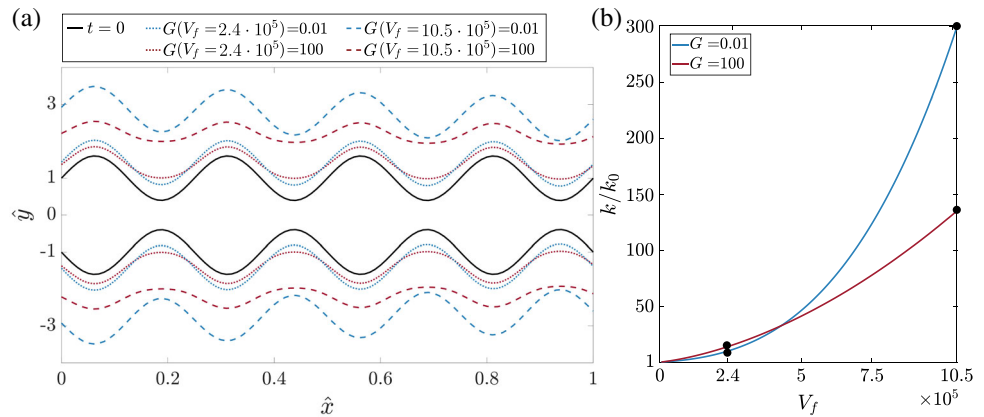 (a)
t = 0
G(V_f = 2.4 · 10^5)=0.01
G(V_f = 10.5 · 10^5)=0.01
G(V_f = 2.4 · 10^5)=100
G(V_f = 10.5 · 10^5)=100
ŷ
3
1
0
-1
-3
0 0.2 0.4 0.6 0.8 1
x̂
(b)
G =0.01
G =100
k/k_0
300
250
200
150
100
50
1
0 2.4 5 7.5 10.5
×10^5
V_f